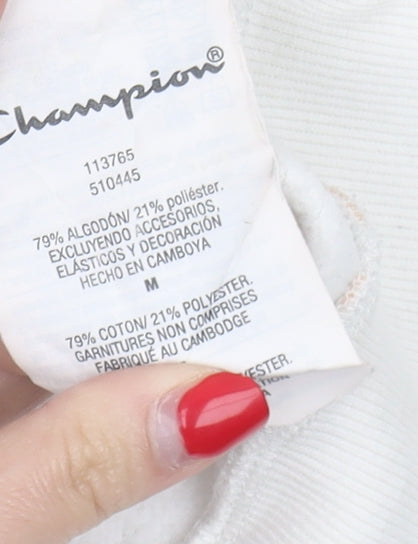 Champion®
113765
510445
79% ALGODÓN/ 21% poliéster.
EXCLUYENDO ACCESORIOS,
ELÁSTICOS Y DECORACIÓN
HECHO EN CAMBOYA
M
79% COTON/ 21% POLYESTER.
GARNITURES NON COMPRISES
FABRIQUÉ AU CAMBODGE